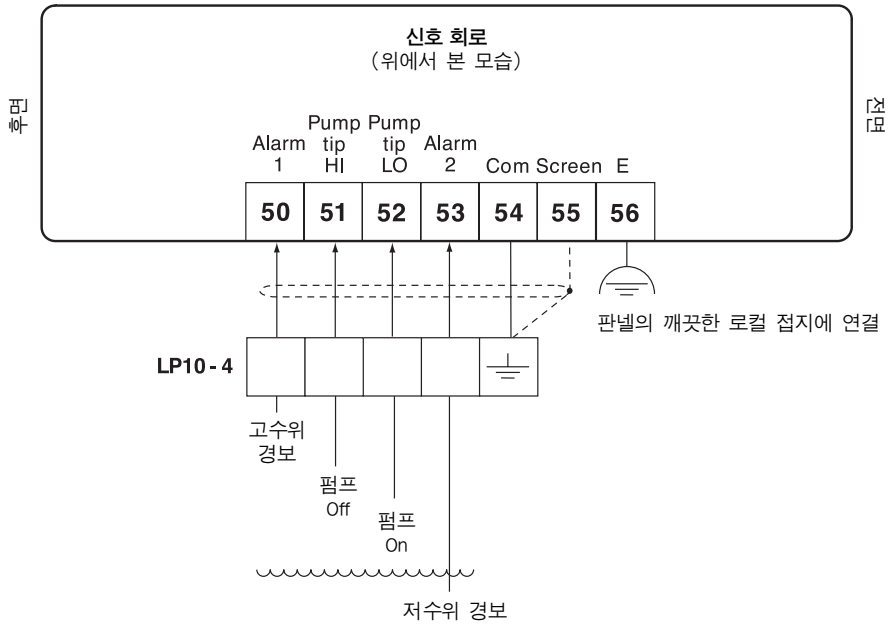 신호 회로
(위에서 본 모습)
후면
전면
Alarm 1
Pump tip HI
Pump tip LO
Alarm 2
Com
Screen
E
50 51 52 53 54 55 56
판넬의 깨끗한 로컬 접지에 연결
LP10-4
고수위
경보
펌프
Off
펌프
On
저수위 경보